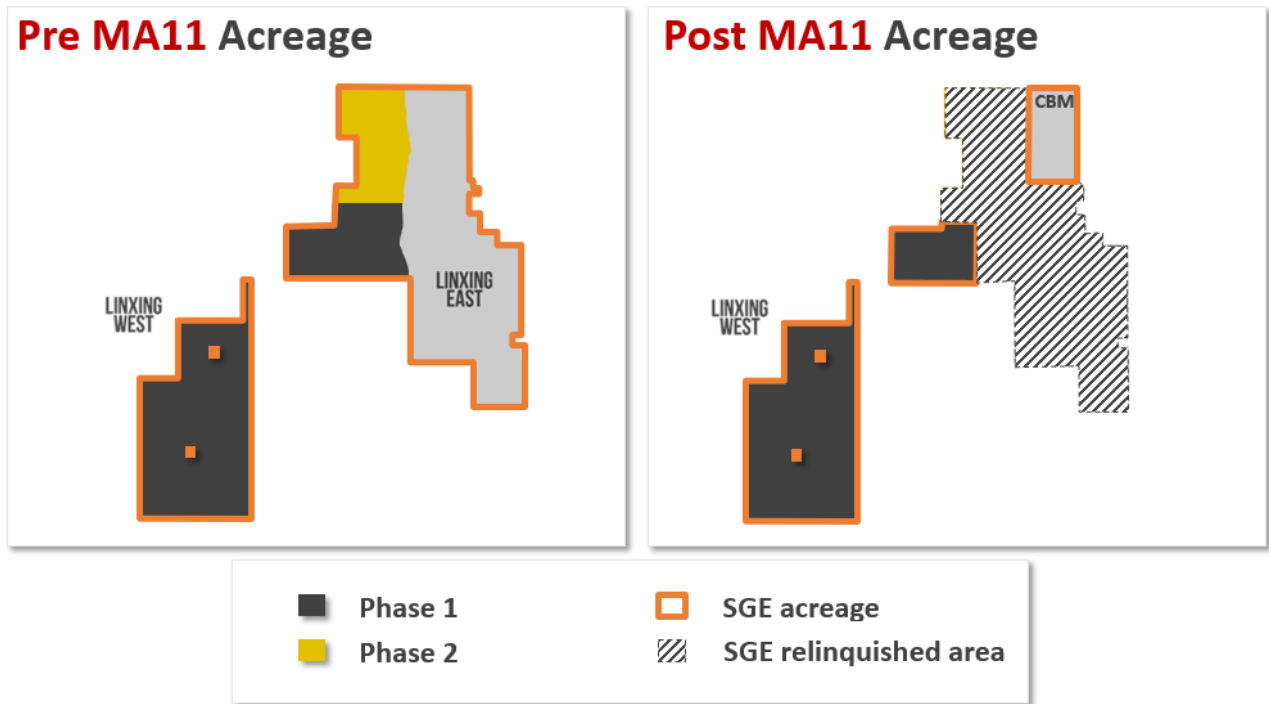 Pre MA11 Acreage
LINXING
EAST
LINXING
WEST
Post MA11 Acreage
CBM
LINXING
WEST
Phase 1
SGE acreage
Phase 2
SGE relinquished area